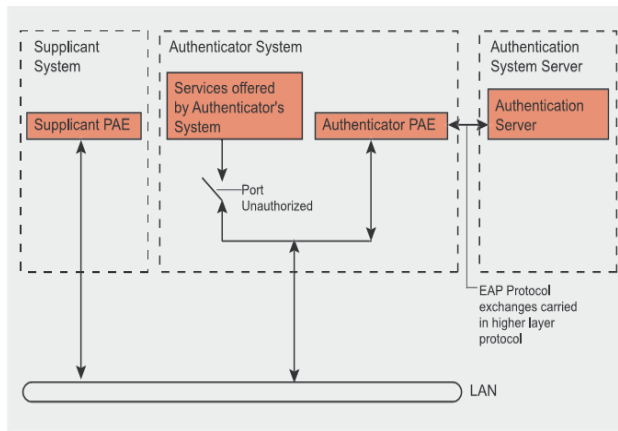 Supplicant
System
Supplicant PAE
Authenticator System
Services offered
by Authenticator's
System
Authenticator PAE
Port
Unauthorized
Authentication
System Server
Authentication
Server
EAP Protocol
exchanges carried
in higher layer
protocol
LAN